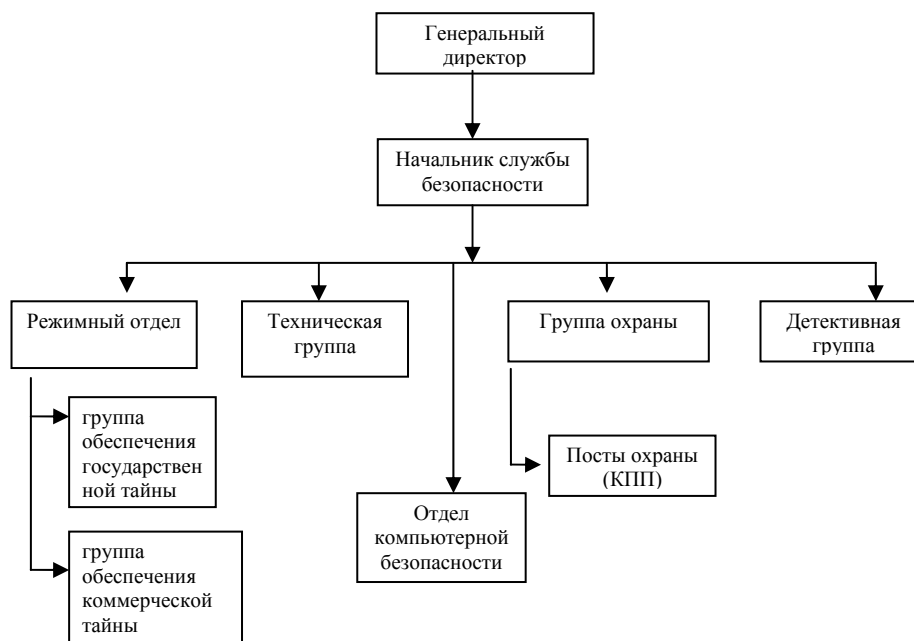 Генеральный
директор
Начальник службы
безопасности
Режимный отдел
Техническая
группа
Группа охраны
Детективная
группа
группа
обеспечения
государствен
ной тайны
Посты охраны
(КПП)
Отдел
компьютерной
безопасности
группа
обеспечения
коммерческой
тайны